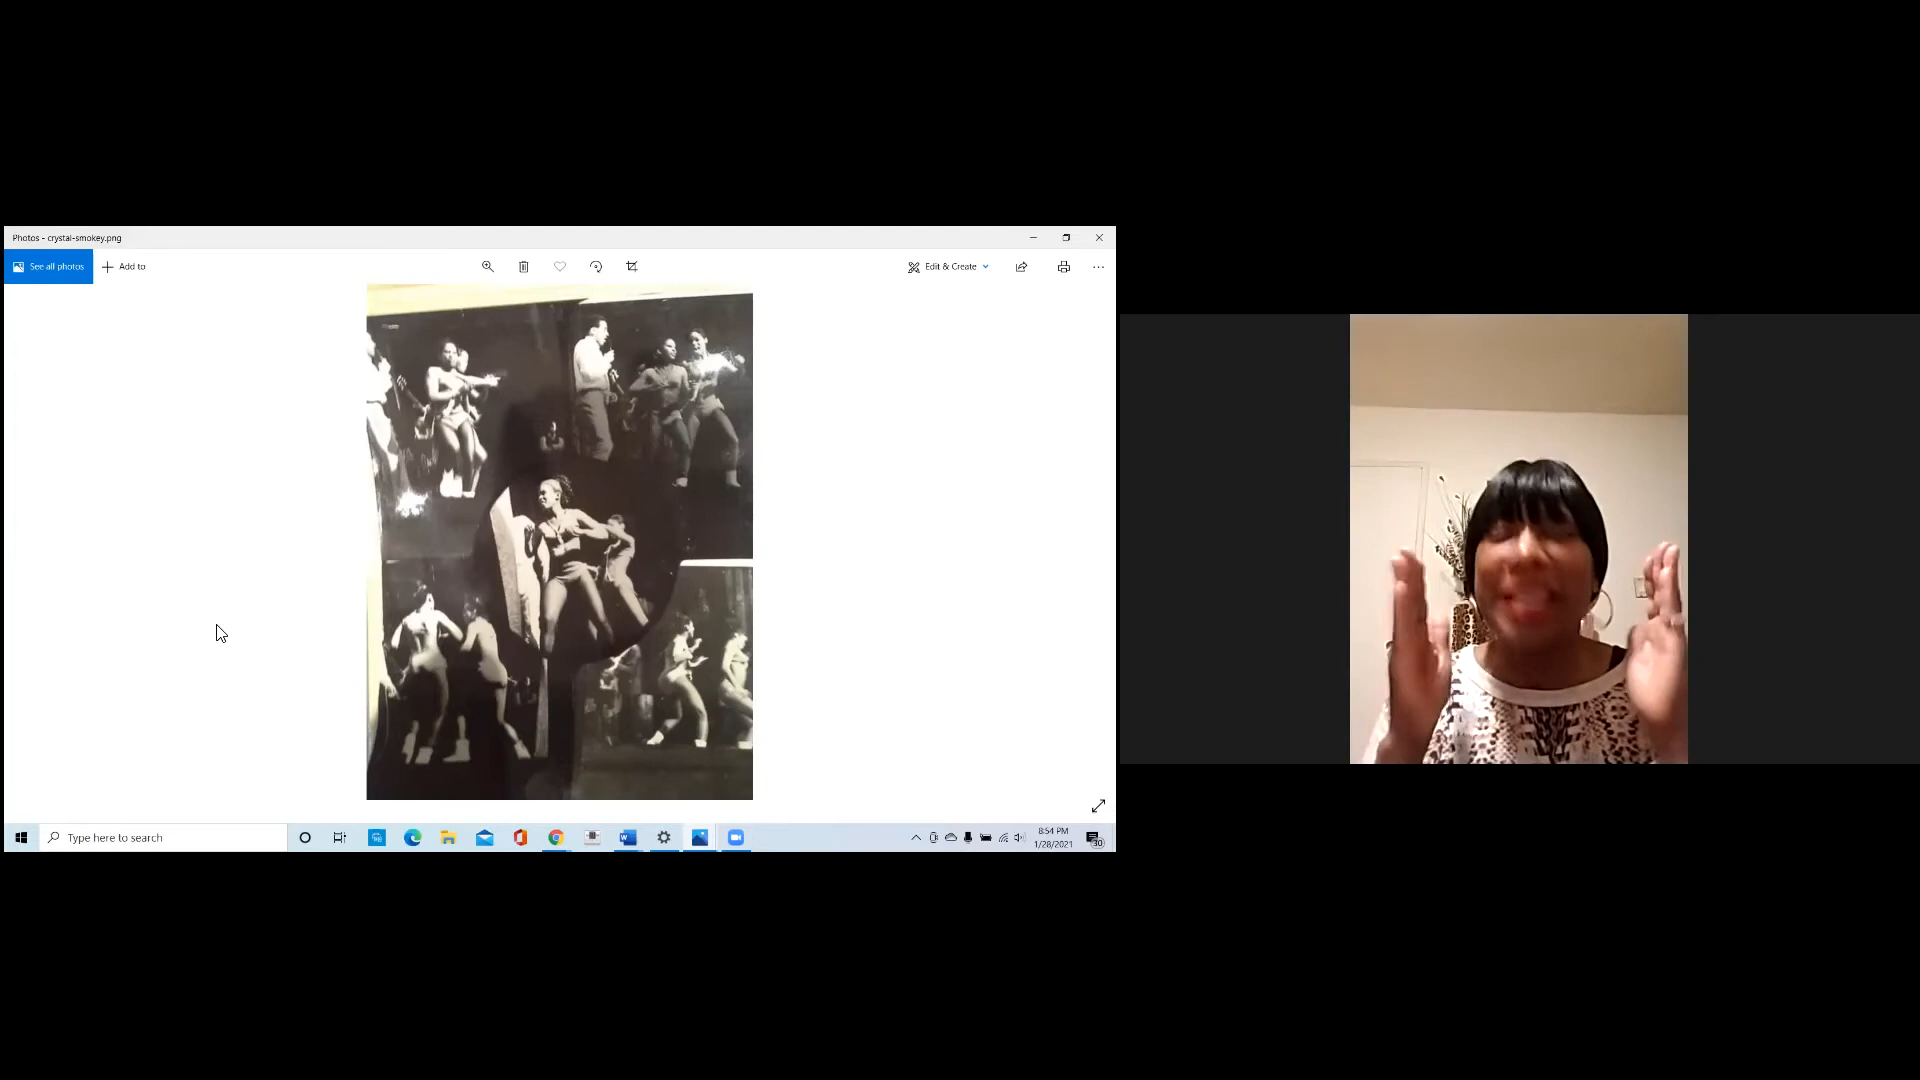 Photos - crystal-smokey.png
See all photos
Add to
Edit & Create
Type here to search
8:54 PM
1/28/2021
30